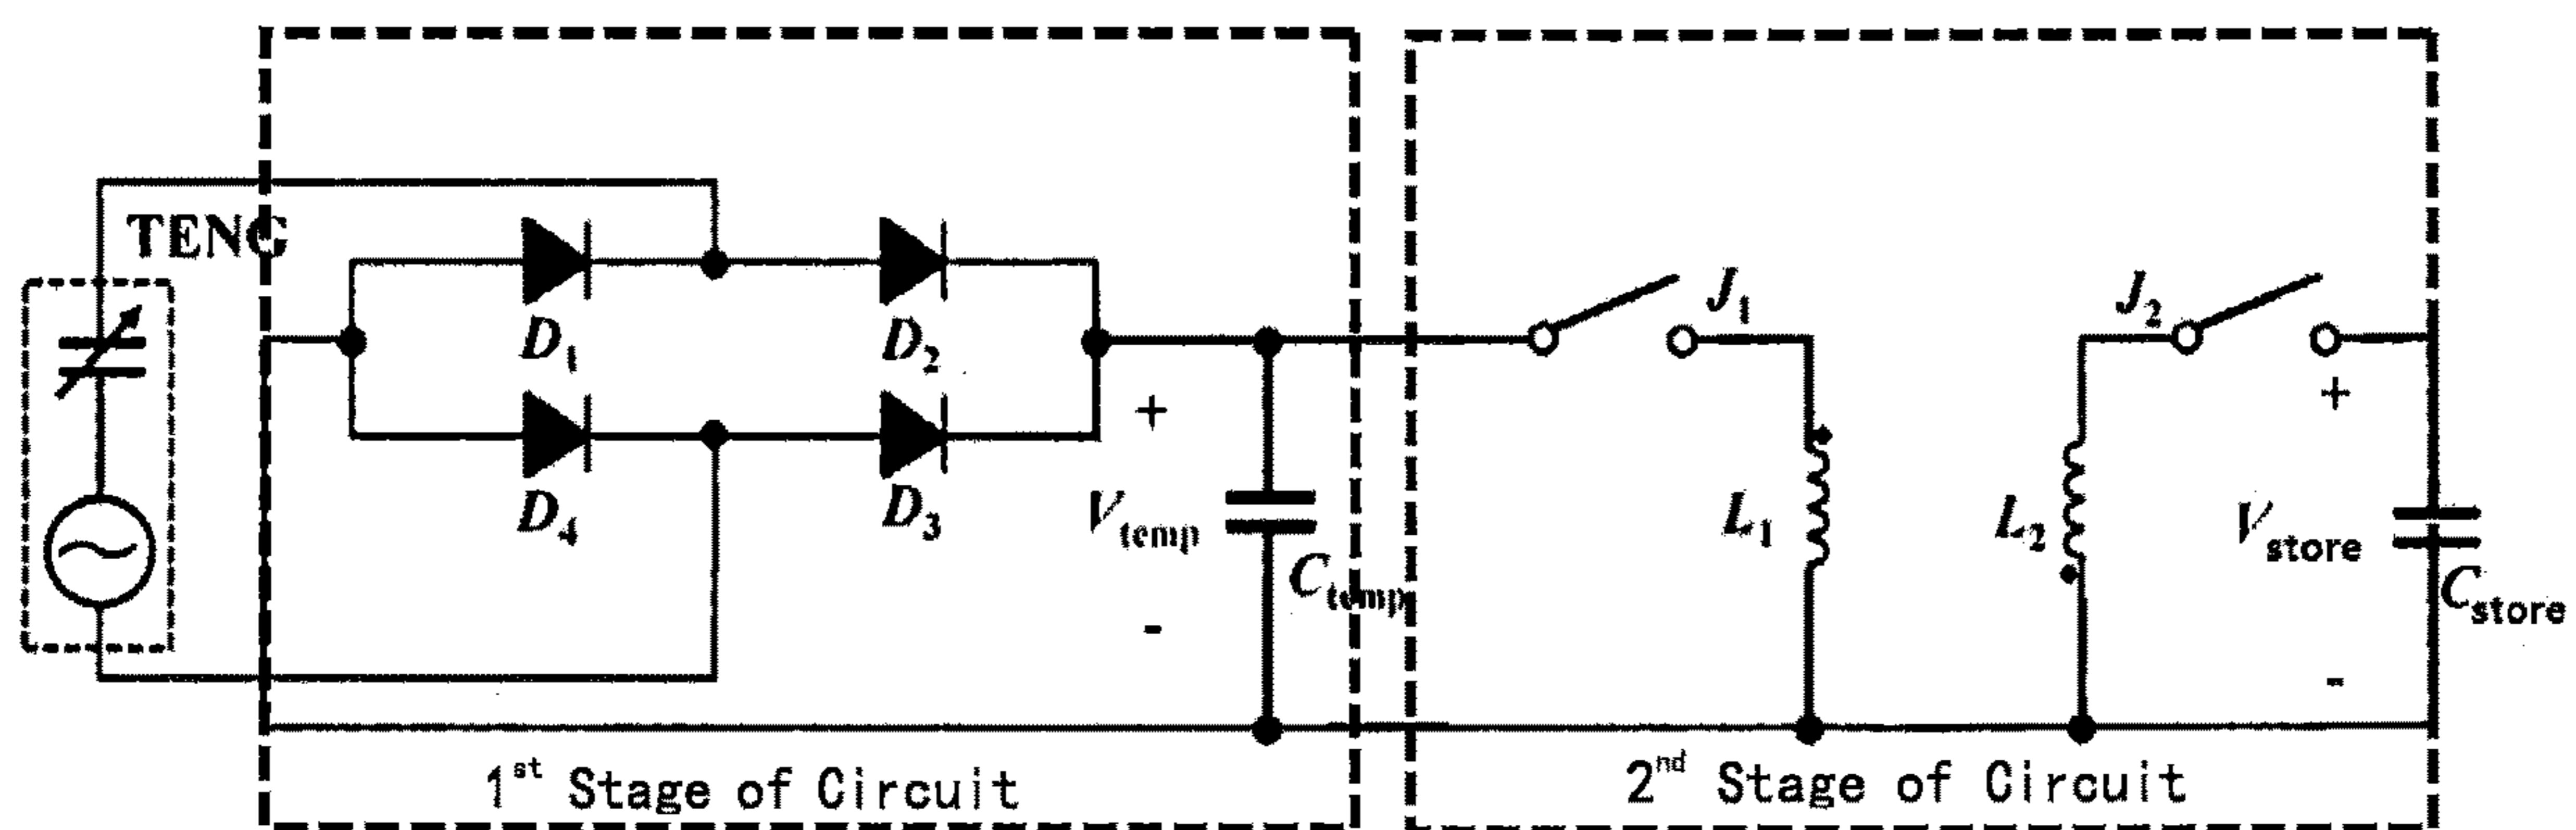 TENG
D1
D2
J1
J2
+
+
D4
D3
Vtemp
L1
L2
Vstore
Ctemp
Cstore
-
-
1st Stage of Circuit
2nd Stage of Circuit